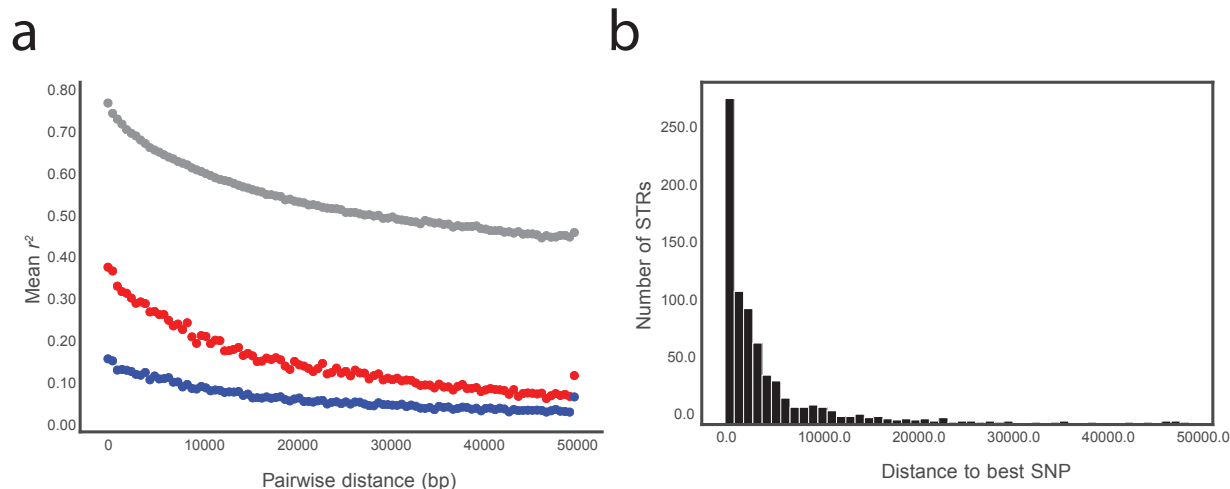 a
0.80
0.70
0.60
0.50
0.40
0.30
0.20
0.10
0.00
Mean r²
0 10000 20000 30000 40000 50000
Pairwise distance (bp)
b
250.0
200.0
150.0
100.0
50.0
0.0
Number of STRs
0.0 10000.0 20000.0 30000.0 40000.0 50000.0
Distance to best SNP